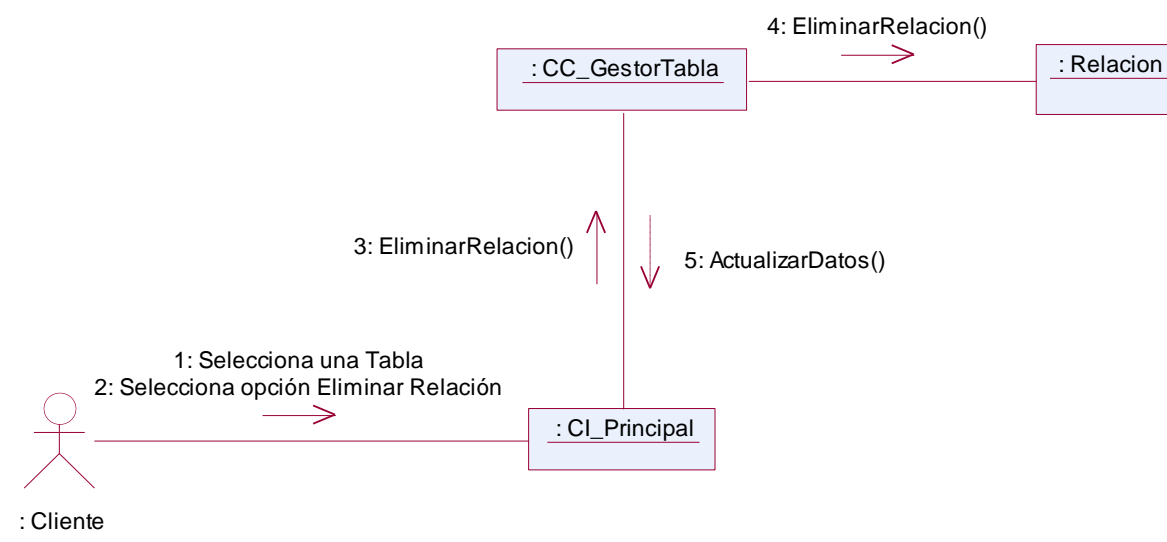 4: EliminarRelacion()
: CC_GestorTabla
: Relacion
3: EliminarRelacion()
5: ActualizarDatos()
1: Selecciona una Tabla
2: Selecciona opción Eliminar Relación
: CI_Principal
: Cliente